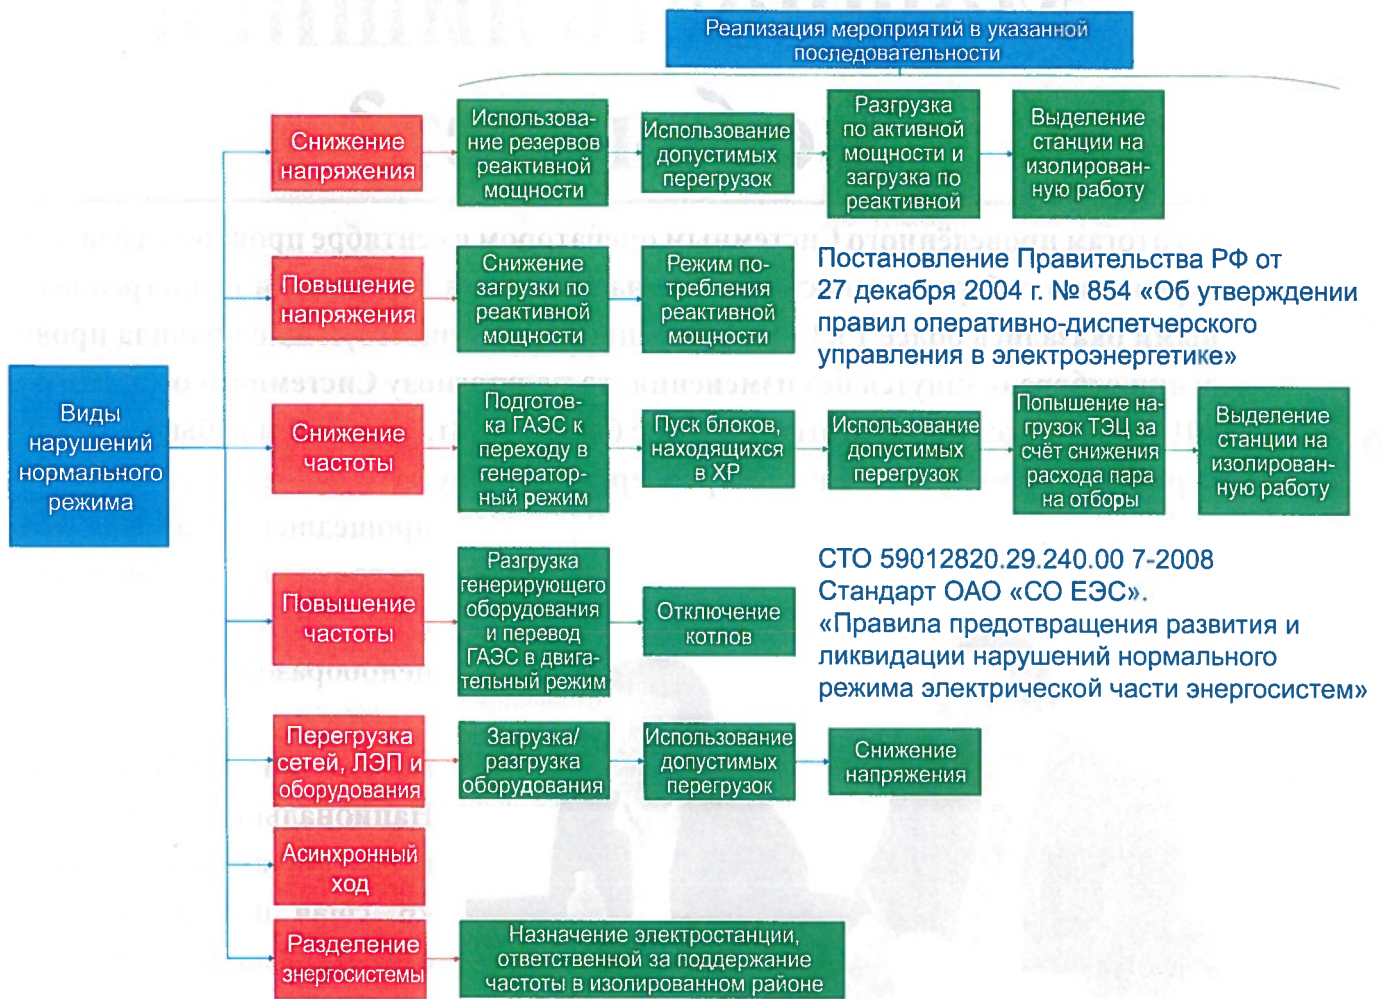 Реализация мероприятий в указанной
последовательности
Снижение
напряжения
Использова-
ние резервов
реактивной
мощности
Использование
допустимых
перегрузок
Разгрузка
по активной
мощности и
загрузка по
реактивной
Выделение
станции на
изолирован-
ную работу
Повышение
напряжения
Снижение
загрузки по
реактивной
мощности
Режим по-
требления
реактивной
мощности
Постановление Правительства РФ от
27 декабря 2004 г. № 854 «Об утверждении
правил оперативно-диспетчерского
управления в электроэнергетике»
Виды
нарушений
нормального
режима
Снижение
частоты
Подготов-
ка ГАЭС к
переходу в
генератор-
ный режим
Пуск блоков,
находящихся
в ХР
Использование
допустимых
перегрузок
Попышение на-
грузок ТЭЦ за
счёт снижения
расхода пара
на отборы
Выделение
станции на
изолирован-
ную работу
Повышение
частоты
Разгрузка
генерирующего
оборудования
и перевод
ГАЭС в двига-
тельный режим
Отключение
котлов
СТО 59012820.29.240.00 7-2008
Стандарт ОАО «СО ЕЭС».
«Правила предотвращения развития и
ликвидации нарушений нормального
режима электрической части энергосистем»
Перегрузка
сетей, ЛЭП и
оборудования
Загрузка/
разгрузка
оборудования
Использование
допустимых
перегрузок
Снижение
напряжения
Асинхронный
ход
Разделение
знергосистемы
Назначение электростанции,
ответственной за поддержание
частоты в изолированном районе